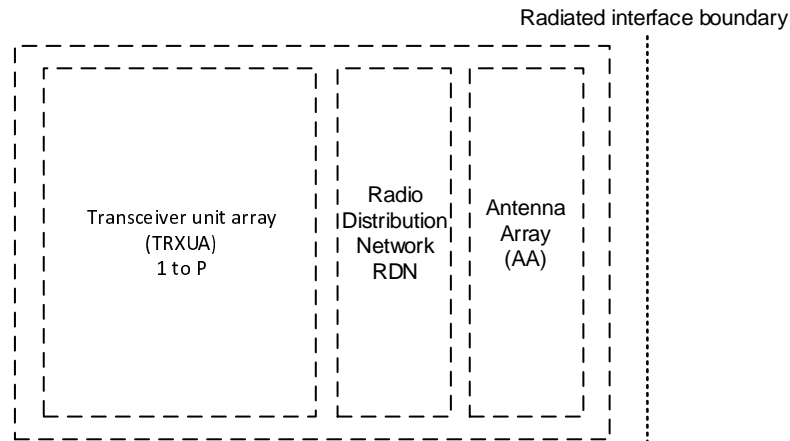 Radiated interface boundary
Transceiver unit array
(TRXUA)
1 to P
Radio
Distribution
Network
RDN
Antenna
Array
(AA)